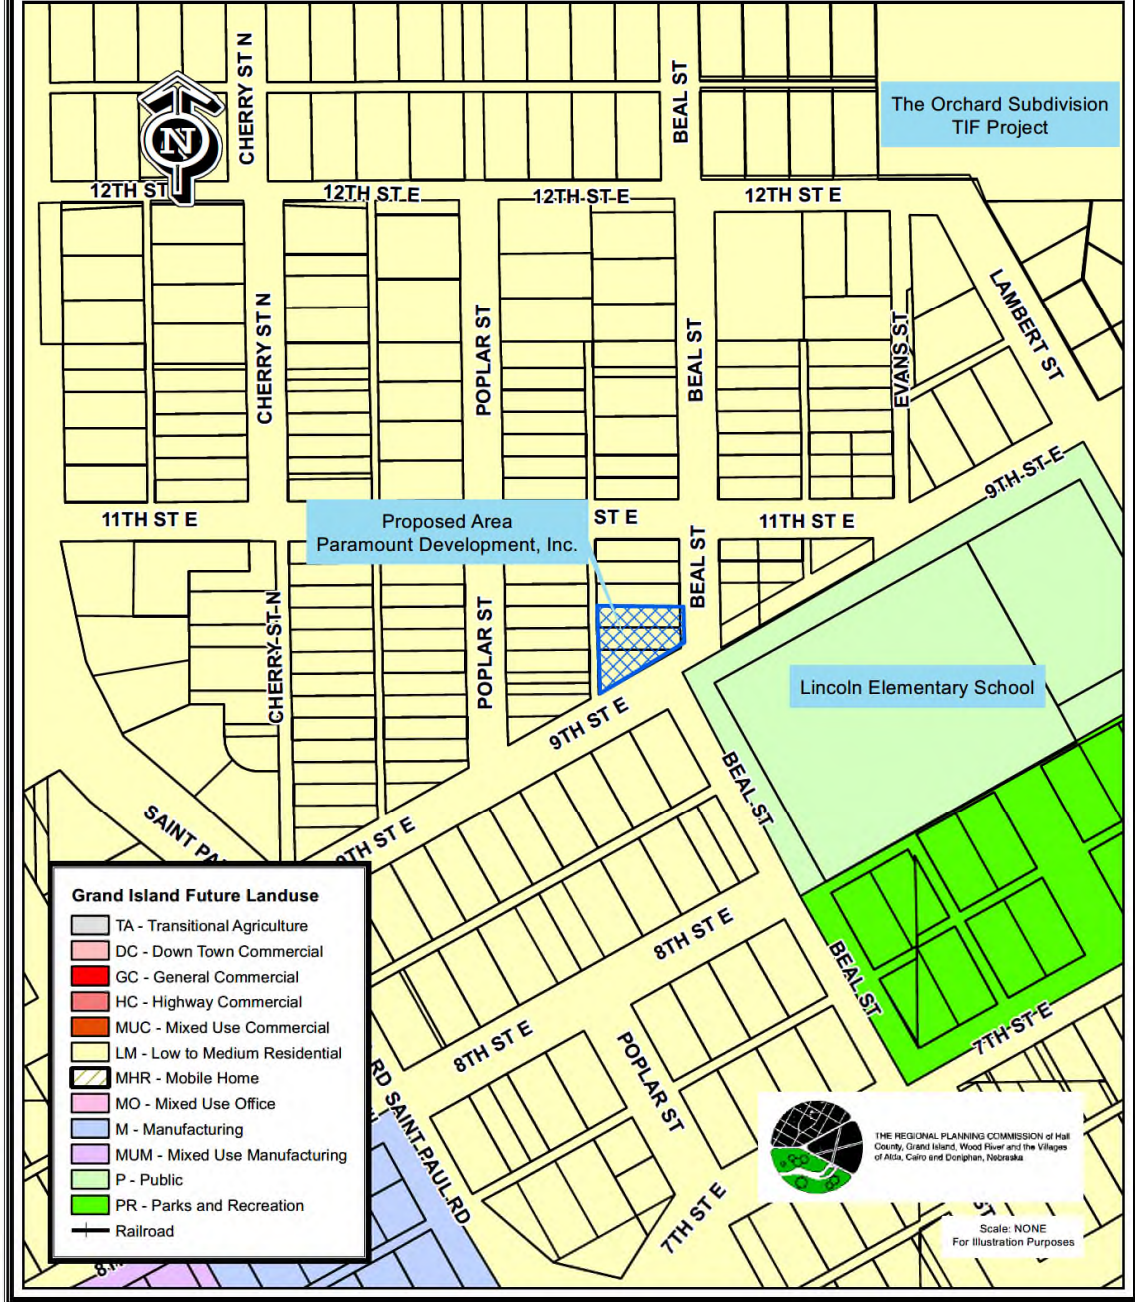 CHERRY ST N
BEAL ST
The Orchard Subdivision
TIF Project
N
12TH ST
12TH ST E
12TH ST E
12TH ST E
CHERRY ST N
POPLAR ST
BEAL ST
EVANS ST
LAMBERT ST
9TH ST E
11TH ST E
Proposed Area
Paramount Development, Inc.
ST E
11TH ST E
BEAL ST
CHERRY ST N
POPLAR ST
Lincoln Elementary School
9TH ST E
BEAL ST
SAINT PA
9TH ST E
8TH ST E
BEAL ST
7TH ST E
8TH ST E
POPLAR ST
RD SAINT PAUL RD
7TH ST E
ST
Grand Island Future Landuse
TA - Transitional Agriculture
DC - Down Town Commercial
GC - General Commercial
HC - Highway Commercial
MUC - Mixed Use Commercial
LM - Low to Medium Residential
MHR - Mobile Home
MO - Mixed Use Office
M - Manufacturing
MUM - Mixed Use Manufacturing
P - Public
PR - Parks and Recreation
Railroad
THE REGIONAL PLANNING COMMISSION of Hall
County, Grand Island, Wood River and the Villages
of Alda, Cairo and Doniphan, Nebraska
Scale: NONE
For Illustration Purposes